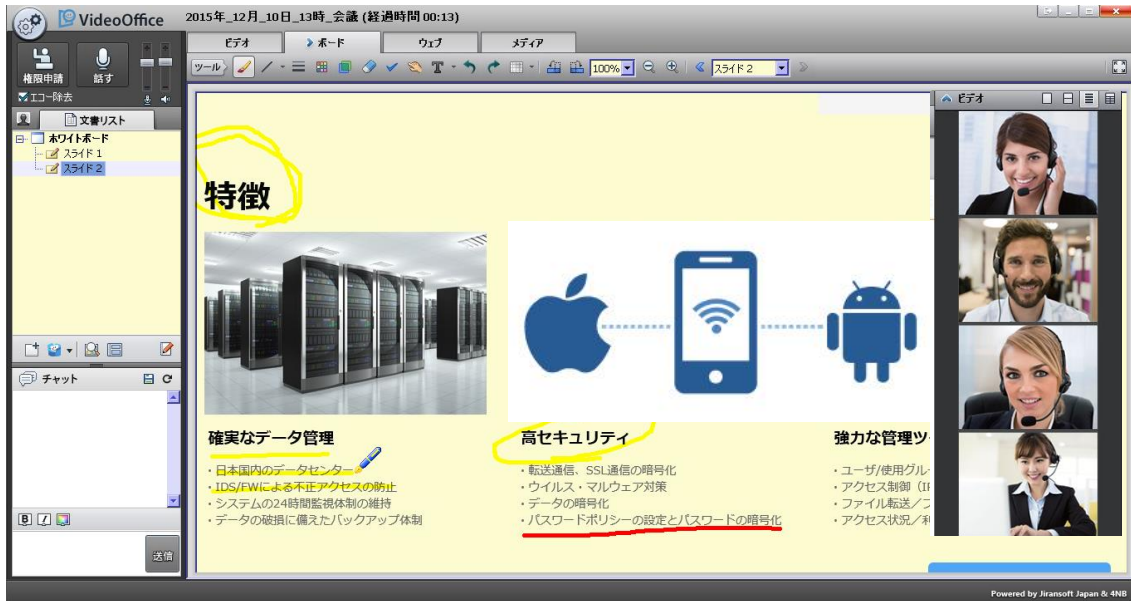 VideoOffice
2015年_12月_10日_13時_会議 (経過時間 00:13)
ビデオ
ボード
ウェブ
メディア
権限申請
話す
エコー除去
ツール
T
100%
スライド 2
文書リスト
ホワイトボード
スライド 1
スライド 2
チャット
B I
送信
特徴
確実なデータ管理
・日本国内のデータセンター
・IDS/FWによる不正アクセスの防止
・システムの24時間監視体制の維持
・データの破損に備えたバックアップ体制
高セキュリティ
・転送通信、SSL通信の暗号化
・ウイルス・マルウェア対策
・データの暗号化
・パスワードポリシーの設定とパスワードの暗号化
強力な管理ツ
・ユーザ/使用グル
・アクセス制御（I
・ファイル転送／
・アクセス状況／
ビデオ
Powered by Jiransoft Japan & 4NB